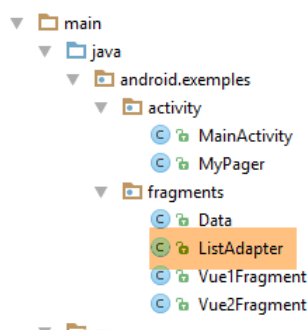 main
java
android.exemples
activity
MainActivity
MyPager
fragments
Data
ListAdapter
Vue1Fragment
Vue2Fragment